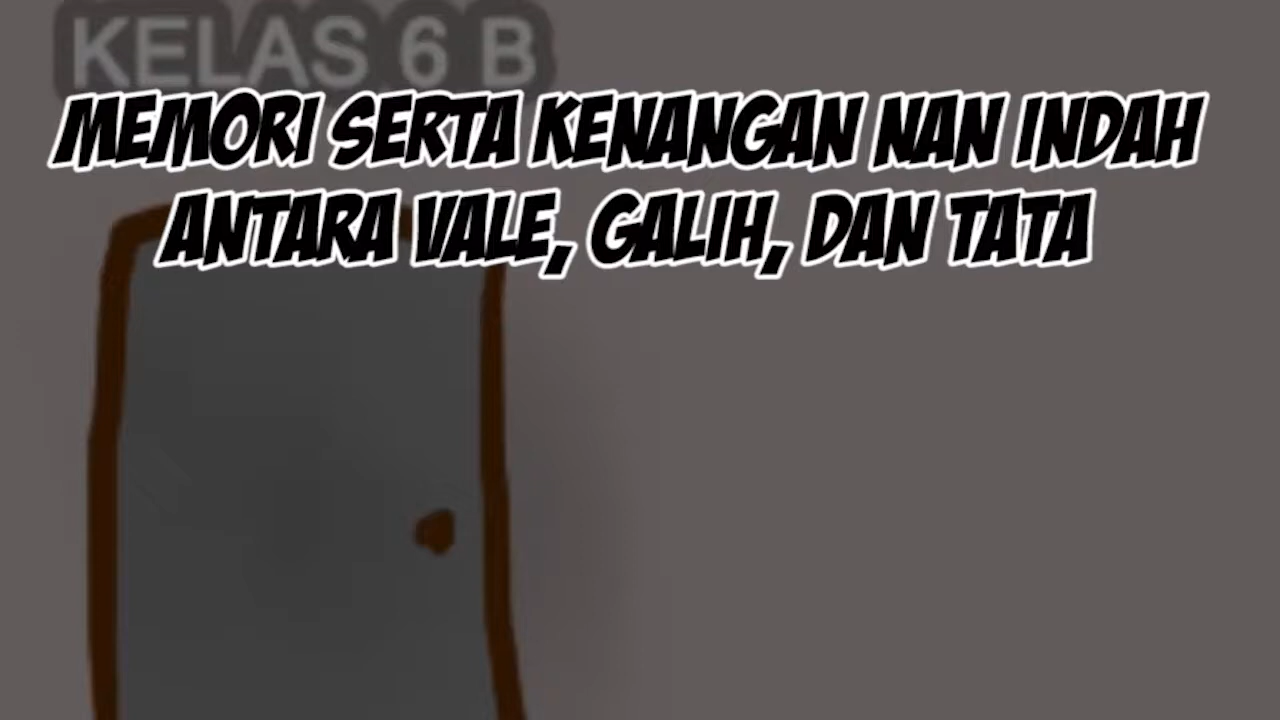 KELAS 6 B
MEMORI SERTA KENANGAN NAN INDAH
ANTARA VALE, GALIH, DAN TATA